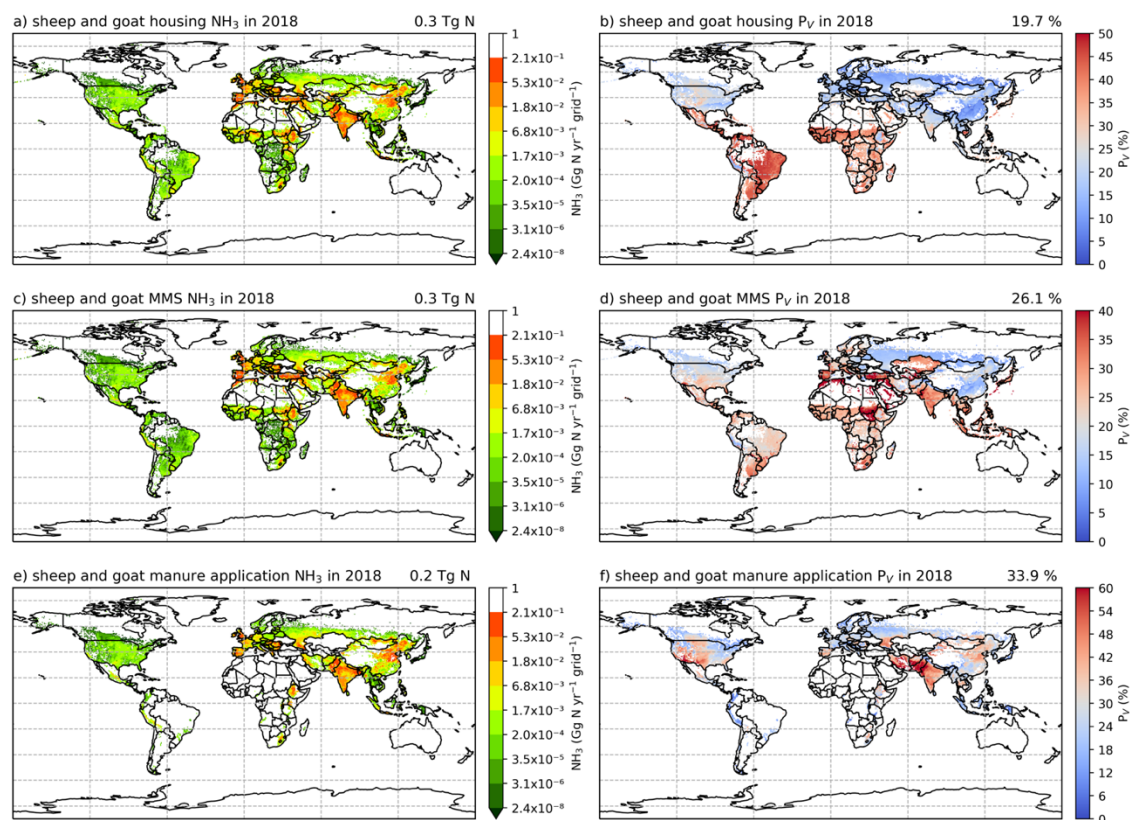 a) sheep and goat housing NH₃ in 2018 0.3 Tg N
1
2.1x10⁻¹
5.3x10⁻²
1.8x10⁻²
6.8x10⁻³
1.7x10⁻³
2.0x10⁻⁴
3.5x10⁻⁵
3.1x10⁻⁶
2.4x10⁻⁸
NH₃ (Gg N yr⁻¹ grid⁻¹)
b) sheep and goat housing Pᵥ in 2018 19.7 %
50
45
40
35
30
25
20
15
10
5
0
Pᵥ (%)
c) sheep and goat MMS NH₃ in 2018 0.3 Tg N
1
2.1x10⁻¹
5.3x10⁻²
1.8x10⁻²
6.8x10⁻³
1.7x10⁻³
2.0x10⁻⁴
3.5x10⁻⁵
3.1x10⁻⁶
2.4x10⁻⁸
NH₃ (Gg N yr⁻¹ grid⁻¹)
d) sheep and goat MMS Pᵥ in 2018 26.1 %
40
35
30
25
20
15
10
5
0
Pᵥ (%)
e) sheep and goat manure application NH₃ in 2018 0.2 Tg N
1
2.1x10⁻¹
5.3x10⁻²
1.8x10⁻²
6.8x10⁻³
1.7x10⁻³
2.0x10⁻⁴
3.5x10⁻⁵
3.1x10⁻⁶
2.4x10⁻⁸
NH₃ (Gg N yr⁻¹ grid⁻¹)
f) sheep and goat manure application Pᵥ in 2018 33.9 %
60
54
48
42
36
30
24
18
12
6
0
Pᵥ (%)